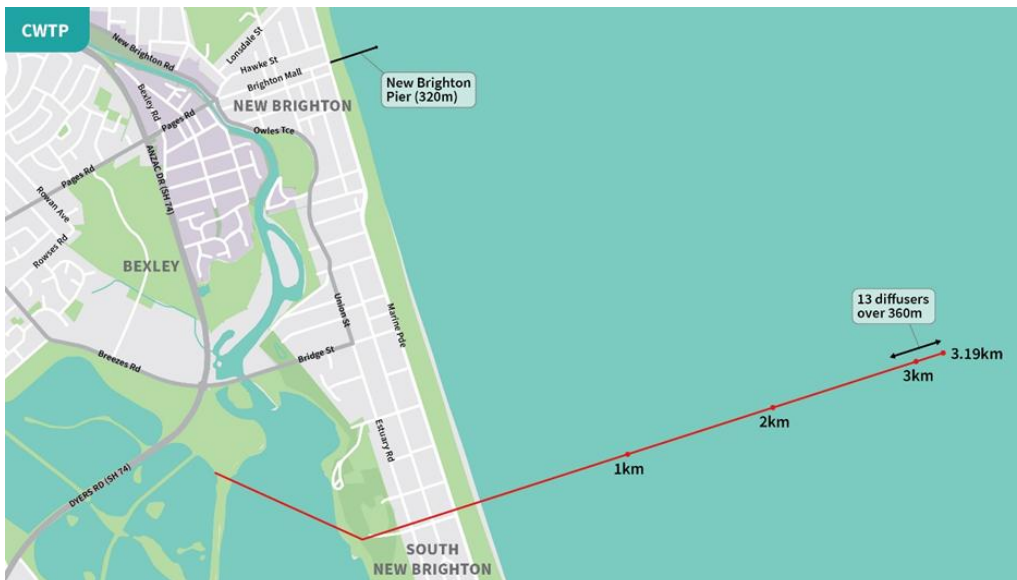 CWTP
New Brighton Rd
Lonsdale St
Hawke St
Brighton Mall
New Brighton
Pier (320m)
NEW BRIGHTON
Bexley Rd
Pages Rd
Owles Tce
ANZAC DR (SH 74)
Pages Rd
Rowan Ave
Rowses Rd
BEXLEY
Union St
Marine Pde
13 diffusers
over 360m
Breezes Rd
Bridge St
3.19km
3km
2km
Estuary Rd
1km
DYERS RD (SH 74)
SOUTH
NEW BRIGHTON